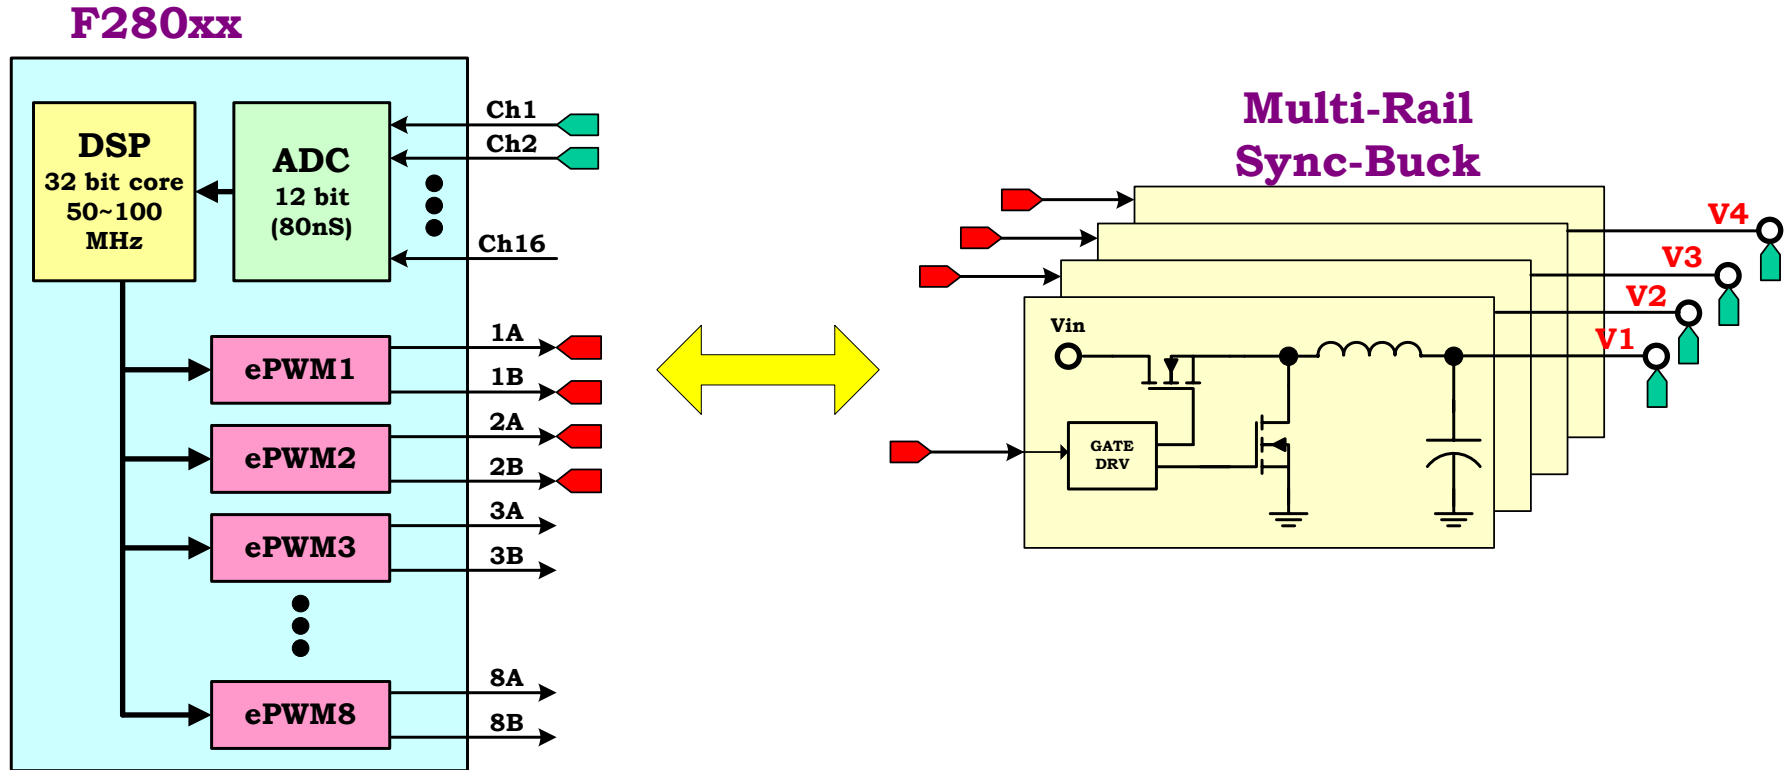 F280xx
DSP
32 bit core
50~100
MHz
ADC
12 bit
(80nS)
Ch1
Ch2
Ch16
ePWM1
1A
1B
ePWM2
2A
2B
ePWM3
3A
3B
ePWM8
8A
8B
Multi-Rail
Sync-Buck
V4
V3
V2
V1
Vin
GATE
DRV